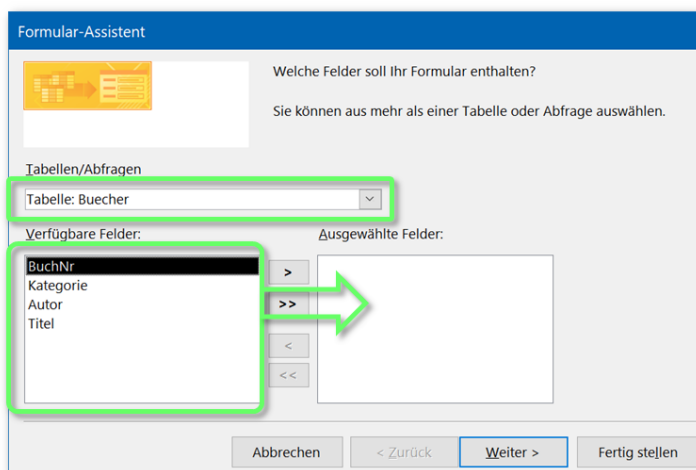 Formular-Assistent
Welche Felder soll Ihr Formular enthalten?
Sie können aus mehr als einer Tabelle oder Abfrage auswählen.
Tabellen/Abfragen
Tabelle: Buecher
Verfügbare Felder:
Ausgewählte Felder:
BuchNr
Kategorie
Autor
Titel
>
>>
<
<<
Abbrechen
< Zurück
Weiter >
Fertig stellen